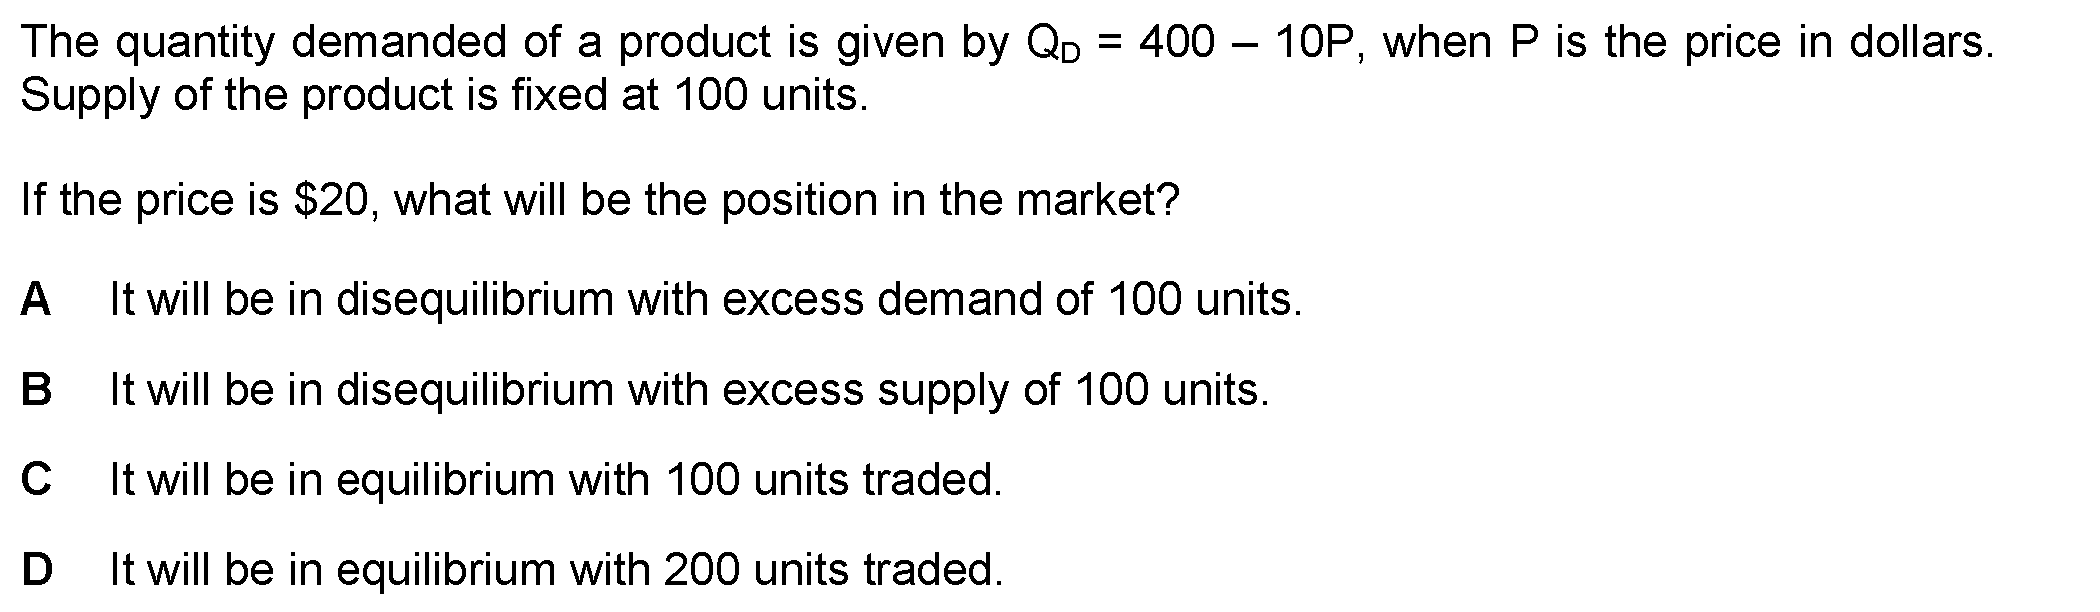 The quantity demanded of a product is given by Q_D = 400 – 10P, when P is the price in dollars.
Supply of the product is fixed at 100 units.
If the price is $20, what will be the position in the market?
A It will be in disequilibrium with excess demand of 100 units.
B It will be in disequilibrium with excess supply of 100 units.
C It will be in equilibrium with 100 units traded.
D It will be in equilibrium with 200 units traded.